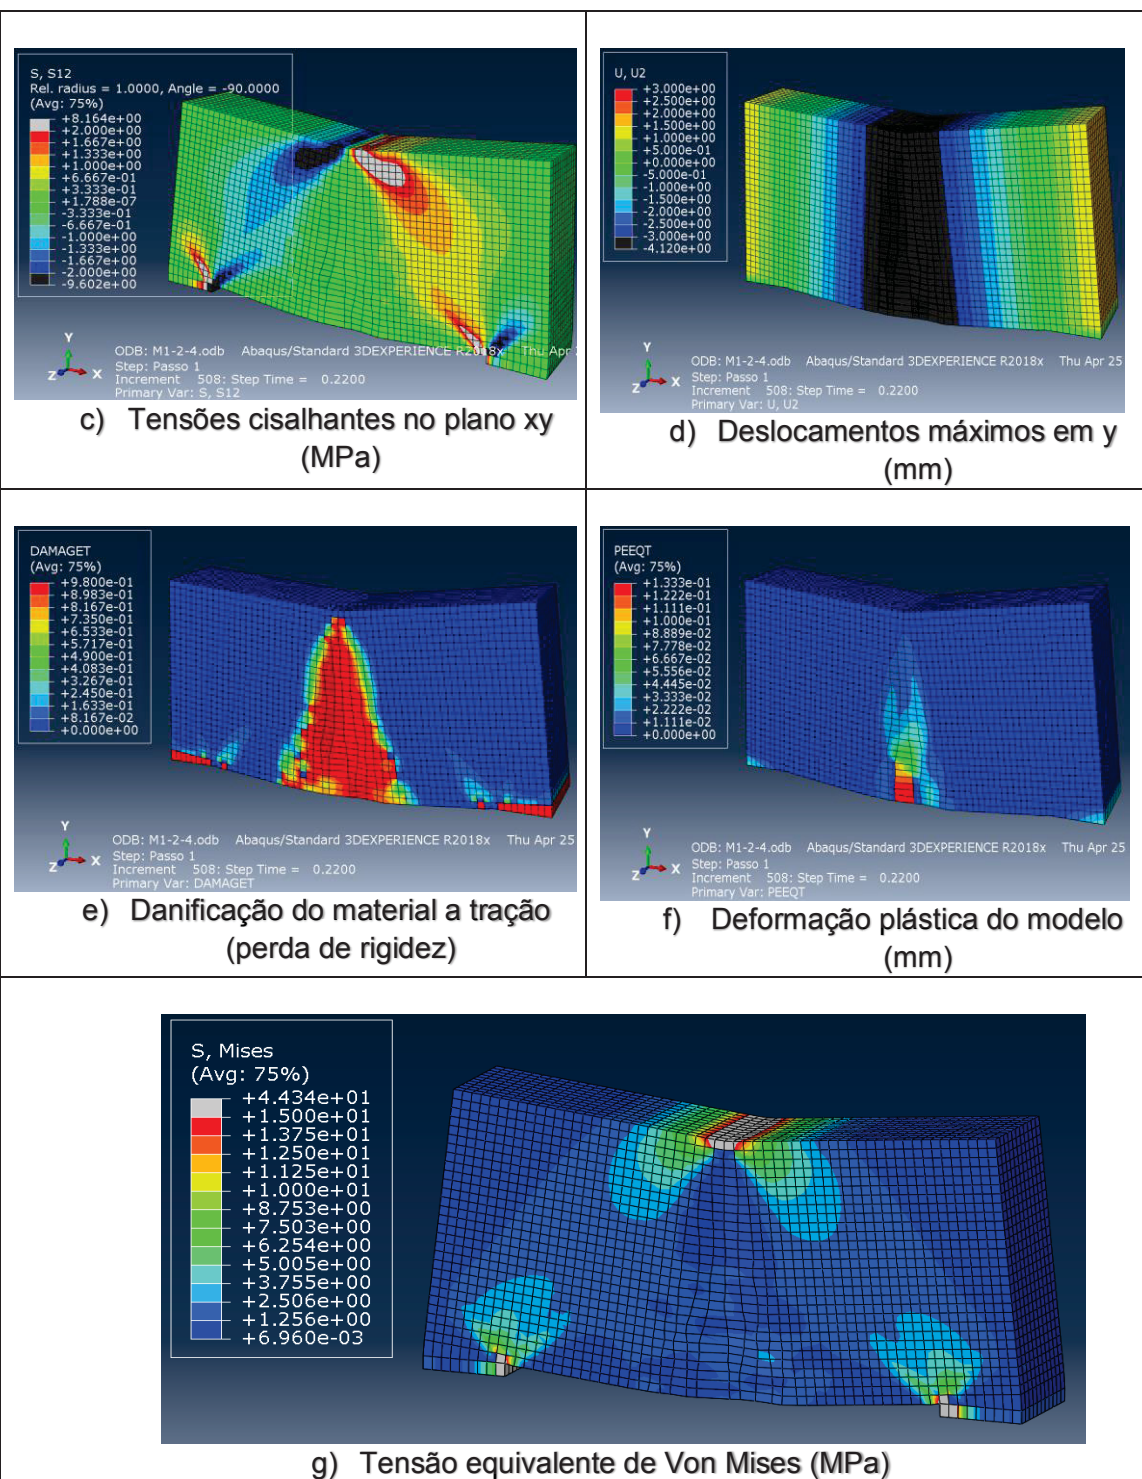 S, S12
Rel. radius = 1.0000, Angle = -90.0000
(Avg: 75%)
+8.164e+00
+2.000e+00
+1.667e+00
+1.333e+00
+1.000e+00
+6.667e-01
+3.333e-01
+1.788e-07
-3.333e-01
-6.667e-01
-1.000e+00
-1.333e+00
-1.667e+00
-2.000e+00
-9.602e+00
Y
Z X
ODB: M1-2-4.odb Abaqus/Standard 3DEXPERIENCE R2018x Thu Apr 2
Step: Passo 1
Increment 508: Step Time = 0.2200
Primary Var: S, S12
c) Tensões cisalhantes no plano xy
(MPa)
U, U2
+3.000e+00
+2.500e+00
+2.000e+00
+1.500e+00
+1.000e+00
+5.000e-01
+0.000e+00
-5.000e-01
-1.000e+00
-1.500e+00
-2.000e+00
-2.500e+00
-3.000e+00
-4.120e+00
Y
Z X
ODB: M1-2-4.odb Abaqus/Standard 3DEXPERIENCE R2018x Thu Apr 25
Step: Passo 1
Increment 508: Step Time = 0.2200
Primary Var: U, U2
d) Deslocamentos máximos em y
(mm)
DAMAGET
(Avg: 75%)
+9.800e-01
+8.983e-01
+8.167e-01
+7.350e-01
+6.533e-01
+5.717e-01
+4.900e-01
+4.083e-01
+3.267e-01
+2.450e-01
+1.633e-01
+8.167e-02
+0.000e+00
Y
Z X
ODB: M1-2-4.odb Abaqus/Standard 3DEXPERIENCE R2018x Thu Apr 25
Step: Passo 1
Increment 508: Step Time = 0.2200
Primary Var: DAMAGET
e) Danificação do material a tração
(perda de rigidez)
PEEQT
(Avg: 75%)
+1.333e-01
+1.222e-01
+1.111e-01
+1.000e-01
+8.889e-02
+7.778e-02
+6.667e-02
+5.556e-02
+4.445e-02
+3.333e-02
+2.222e-02
+1.111e-02
+0.000e+00
Y
Z X
ODB: M1-2-4.odb Abaqus/Standard 3DEXPERIENCE R2018x Thu Apr 25
Step: Passo 1
Increment 508: Step Time = 0.2200
Primary Var: PEEQT
f) Deformação plástica do modelo
(mm)
S, Mises
(Avg: 75%)
+4.434e+01
+1.500e+01
+1.375e+01
+1.250e+01
+1.125e+01
+1.000e+01
+8.753e+00
+7.503e+00
+6.254e+00
+5.005e+00
+3.755e+00
+2.506e+00
+1.256e+00
+6.960e-03
g) Tensão equivalente de Von Mises (MPa)